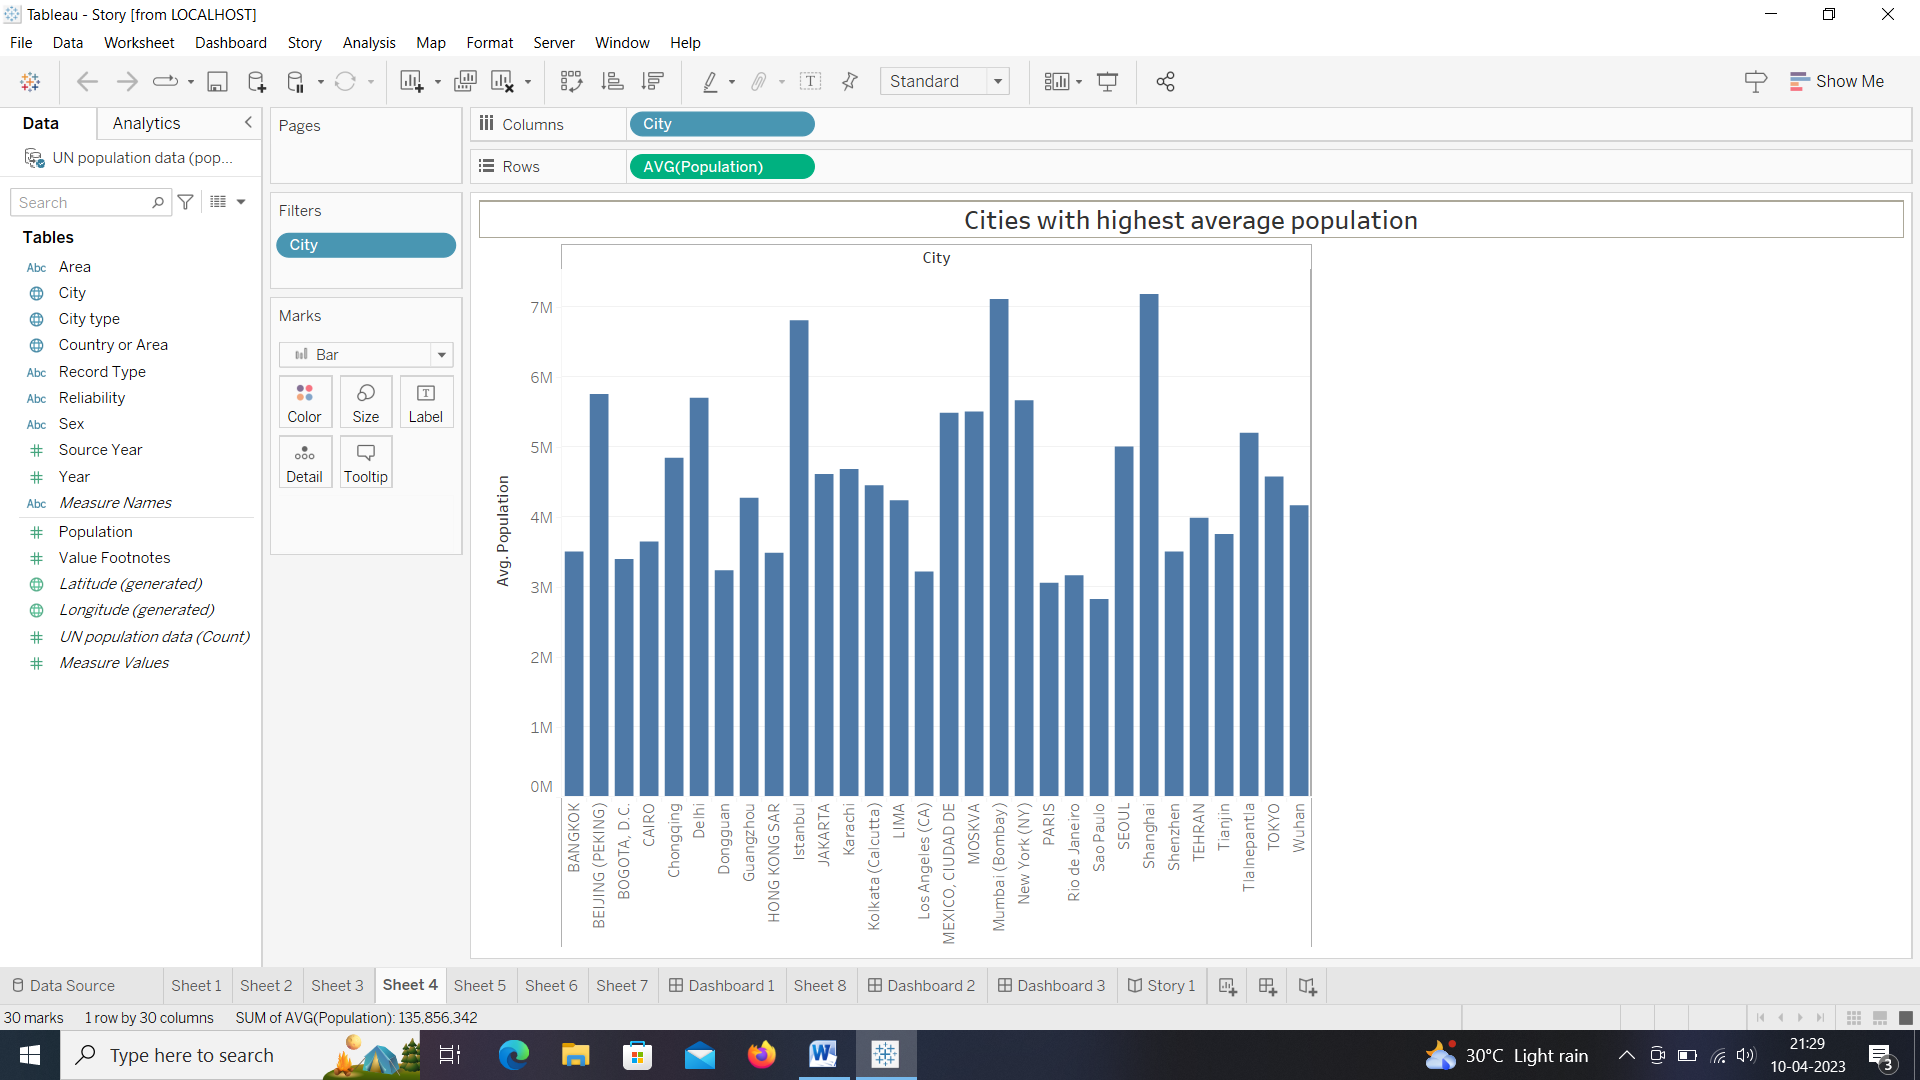 Tableau - Story [from LOCALHOST]
File Data Worksheet Dashboard Story Analysis Map Format Server Window Help
Standard
Show Me
Data Analytics
UN population data (pop...
Search
Tables
Abc Area
City
City type
Country or Area
Abc Record Type
Abc Reliability
Abc Sex
Source Year
Year
Abc Measure Names
Population
Value Footnotes
Latitude (generated)
Longitude (generated)
UN population data (Count)
Measure Values
Pages
Filters
City
Marks
Bar
Color Size Label
Detail Tooltip
Columns City
Rows AVG(Population)
Cities with highest average population
City
Avg. Population
7M
6M
5M
4M
3M
2M
1M
0M
BANGKOK
BEIJING (PEKING)
BOGOTA, D.C.
CAIRO
Chongqing
Delhi
Dongguan
Guangzhou
HONG KONG SAR
Istanbul
JAKARTA
Karachi
Kolkata (Calcutta)
LIMA
Los Angeles (CA)
MEXICO, CIUDAD DE
MOSKVA
Mumbai (Bombay)
New York (NY)
PARIS
Rio de Janeiro
Sao Paulo
SEOUL
Shanghai
Shenzhen
TEHRAN
Tianjin
Tlalnepantla
TOKYO
Wuhan
Data Source Sheet 1 Sheet 2 Sheet 3 Sheet 4 Sheet 5 Sheet 6 Sheet 7 Dashboard 1 Sheet 8 Dashboard 2 Dashboard 3 Story 1
30 marks 1 row by 30 columns SUM of AVG(Population): 135,856,342
Type here to search
30°C Light rain
21:29
10-04-2023
3